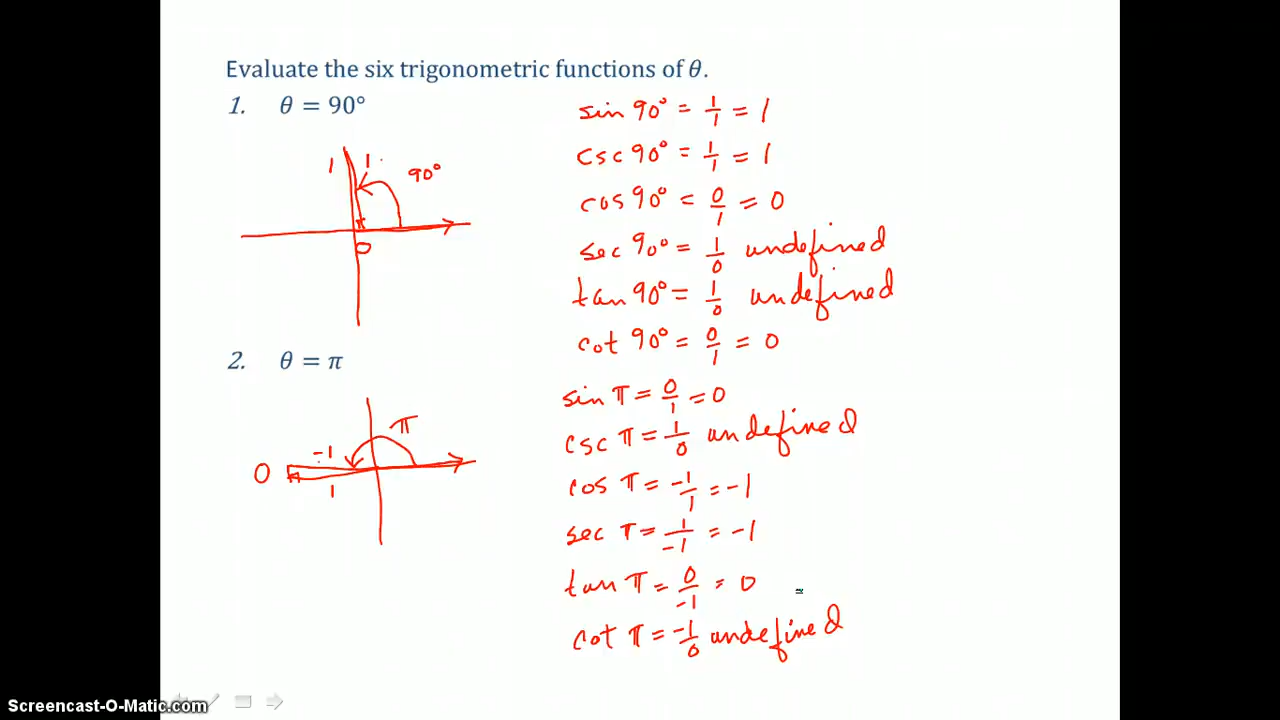 Evaluate the six trigonometric functions of θ.
1. θ = 90°
1 1
90°
0
sin 90° = 1/1 = 1
csc 90° = 1/1 = 1
cos 90° = 0/1 = 0
sec 90° = 1/0 undefined
tan 90° = 1/0 undefined
cot 90° = 0/1 = 0
2. θ = π
π
-1
0
1
sin π = 0/1 = 0
csc π = 1/0 undefined
cos π = -1/1 = -1
sec π = 1/-1 = -1
tan π = 0/-1 = 0
cot π = -1/0 undefined
Screencast-O-Matic.com